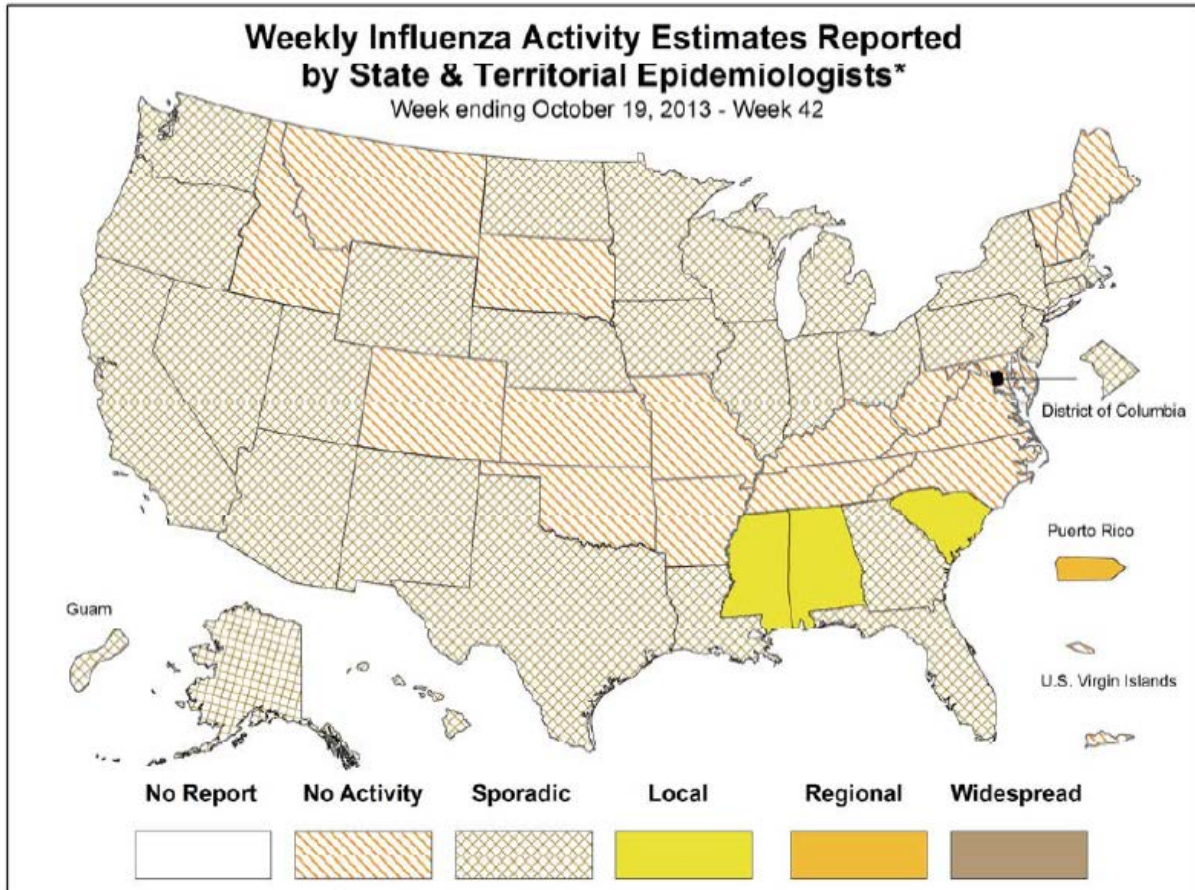 Weekly Influenza Activity Estimates Reported
by State & Territorial Epidemiologists*
Week ending October 19, 2013 - Week 42
District of Columbia
Puerto Rico
Guam
U.S. Virgin Islands
No Report
No Activity
Sporadic
Local
Regional
Widespread